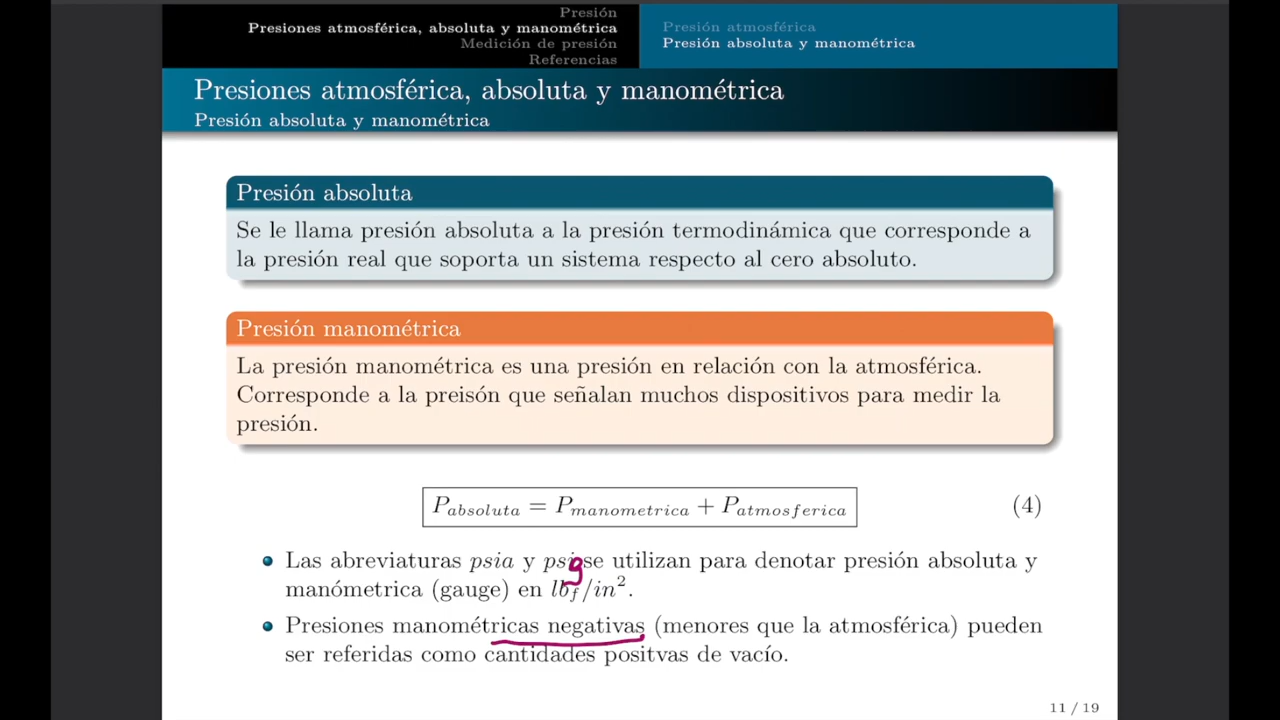 Presión
Presiones atmosférica, absoluta y manométrica
Medición de presión
Referencias
Presión atmosférica
Presión absoluta y manométrica
Presiones atmosférica, absoluta y manométrica
Presión absoluta y manométrica
Presión absoluta
Se le llama presión absoluta a la presión termodinámica que corresponde a
la presión real que soporta un sistema respecto al cero absoluto.
Presión manométrica
La presión manométrica es una presión en relación con la atmosférica.
Corresponde a la preisón que señalan muchos dispositivos para medir la
presión.
P_absoluta = P_manometrica + P_atmosferica (4)
Las abreviaturas psia y psig se utilizan para denotar presión absoluta y
manómetrica (gauge) en lb_f/in².
Presiones manométricas negativas (menores que la atmosférica) pueden
ser referidas como cantidades positvas de vacío.
11 / 19